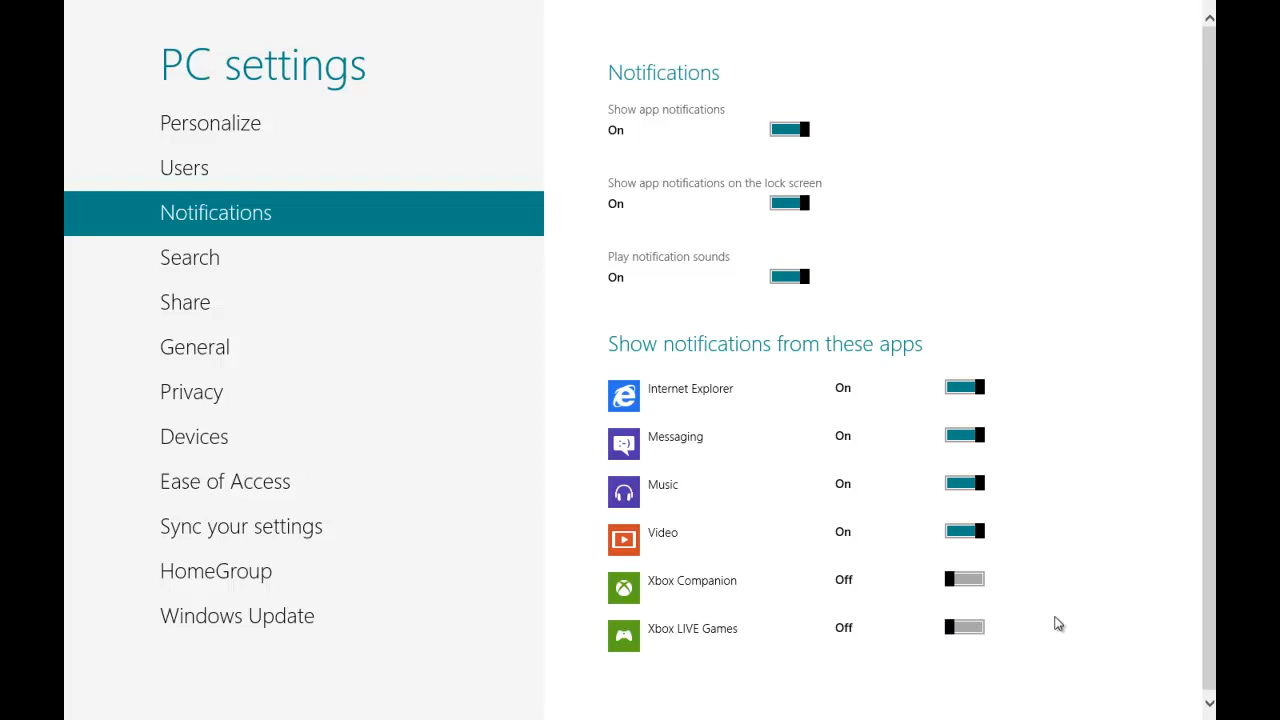 PC settings
Personalize
Users
Notifications
Search
Share
General
Privacy
Devices
Ease of Access
Sync your settings
HomeGroup
Windows Update
Notifications
Show app notifications
On
Show app notifications on the lock screen
On
Play notification sounds
On
Show notifications from these apps
Internet Explorer On
Messaging On
Music On
Video On
Xbox Companion Off
Xbox LIVE Games Off